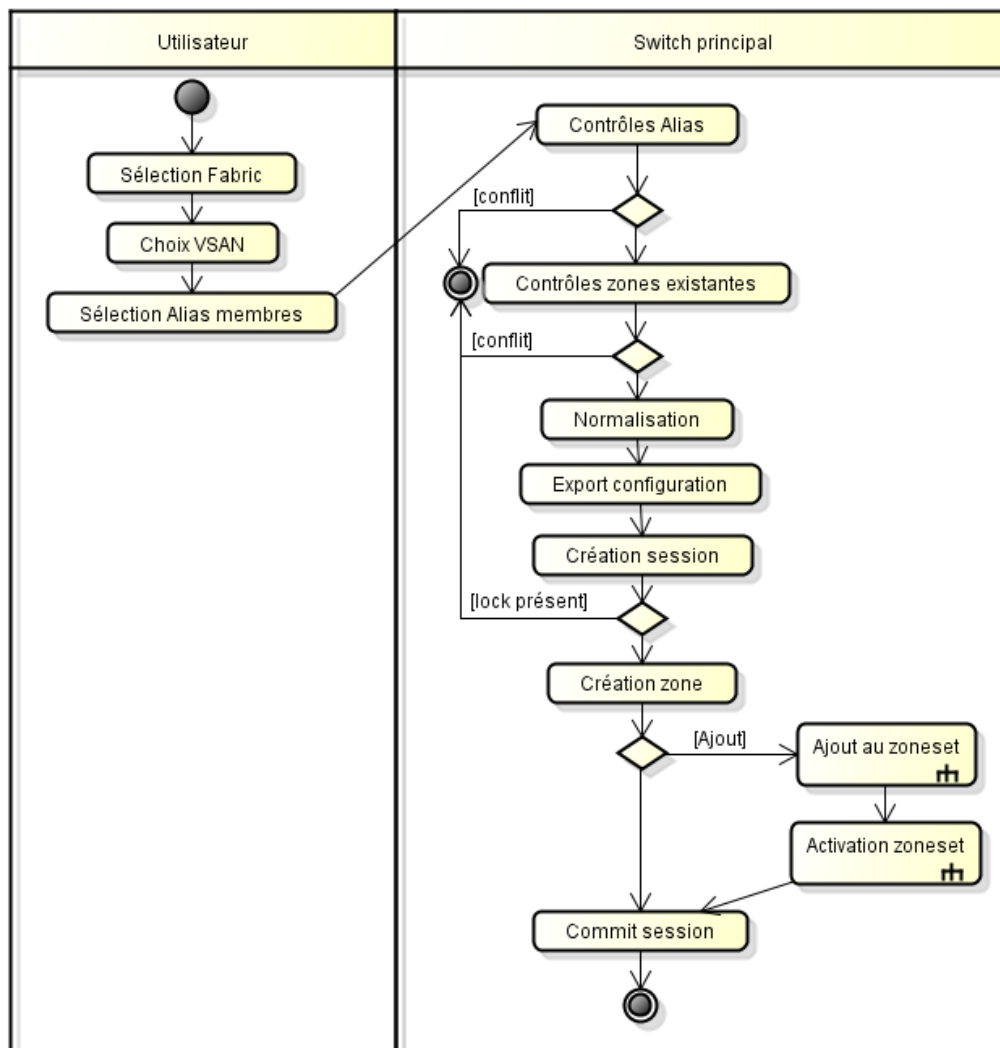 Utilisateur
Switch principal
Sélection Fabric
Choix VSAN
Sélection Alias membres
Contrôles Alias
[conflit]
Contrôles zones existantes
[conflit]
Normalisation
Export configuration
Création session
[lock présent]
Création zone
[Ajout]
Ajout au zoneset
Activation zoneset
Commit session